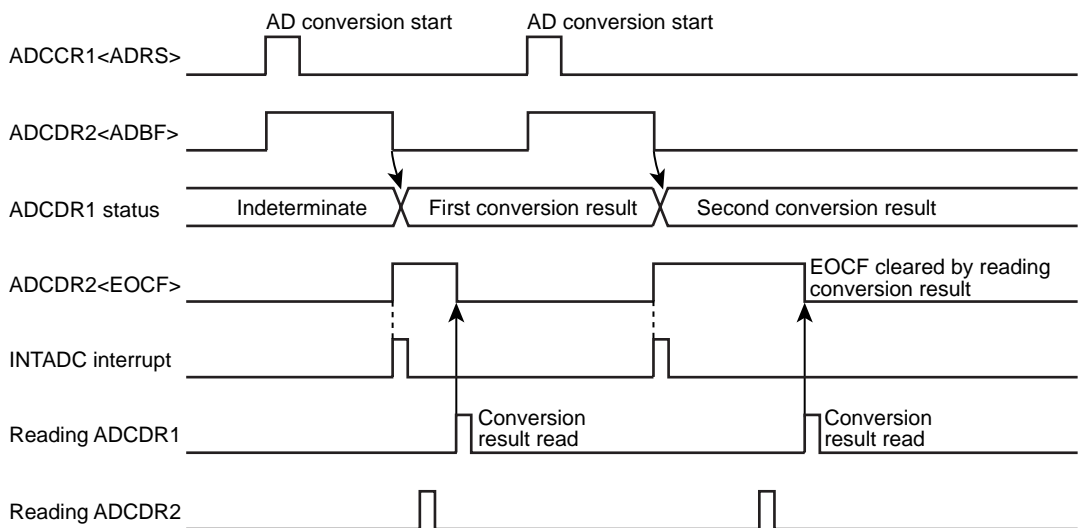 AD conversion start AD conversion start
ADCCR1<ADRS>
ADCDR2<ADBF>
ADCDR1 status Indeterminate First conversion result Second conversion result
ADCDR2<EOCF> EOCF cleared by reading
conversion result
INTADC interrupt
Reading ADCDR1 Conversion Conversion
result read result read
Reading ADCDR2